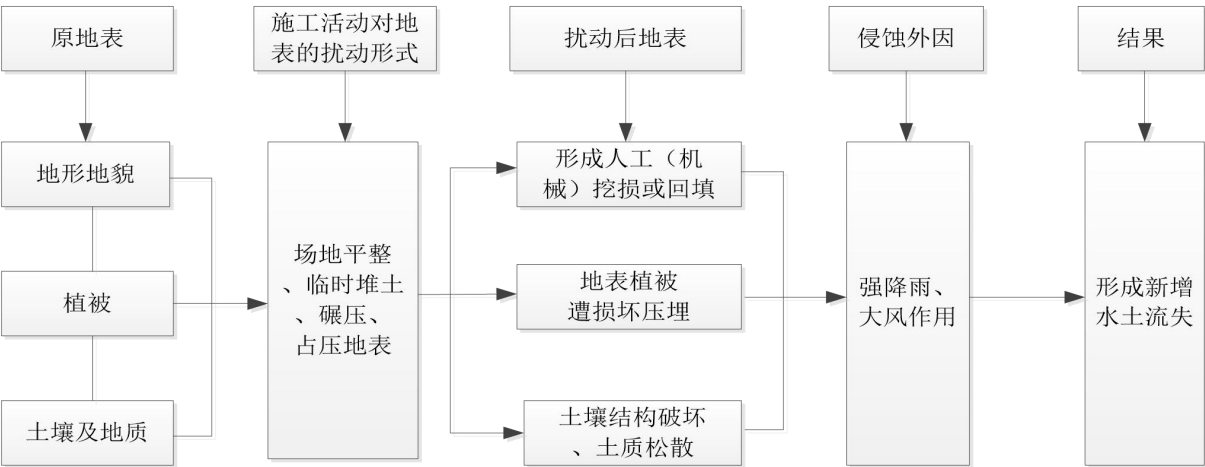 原地表
施工活动对地
表的扰动形式
扰动后地表
侵蚀外因
结果
地形地貌
植被
土壤及地质
场地平整
、临时堆土
、碾压、
占压地表
形成人工（机
械）挖损或回填
地表植被
遭损坏压埋
土壤结构破坏
、土质松散
强降雨、
大风作用
形成新增
水土流失